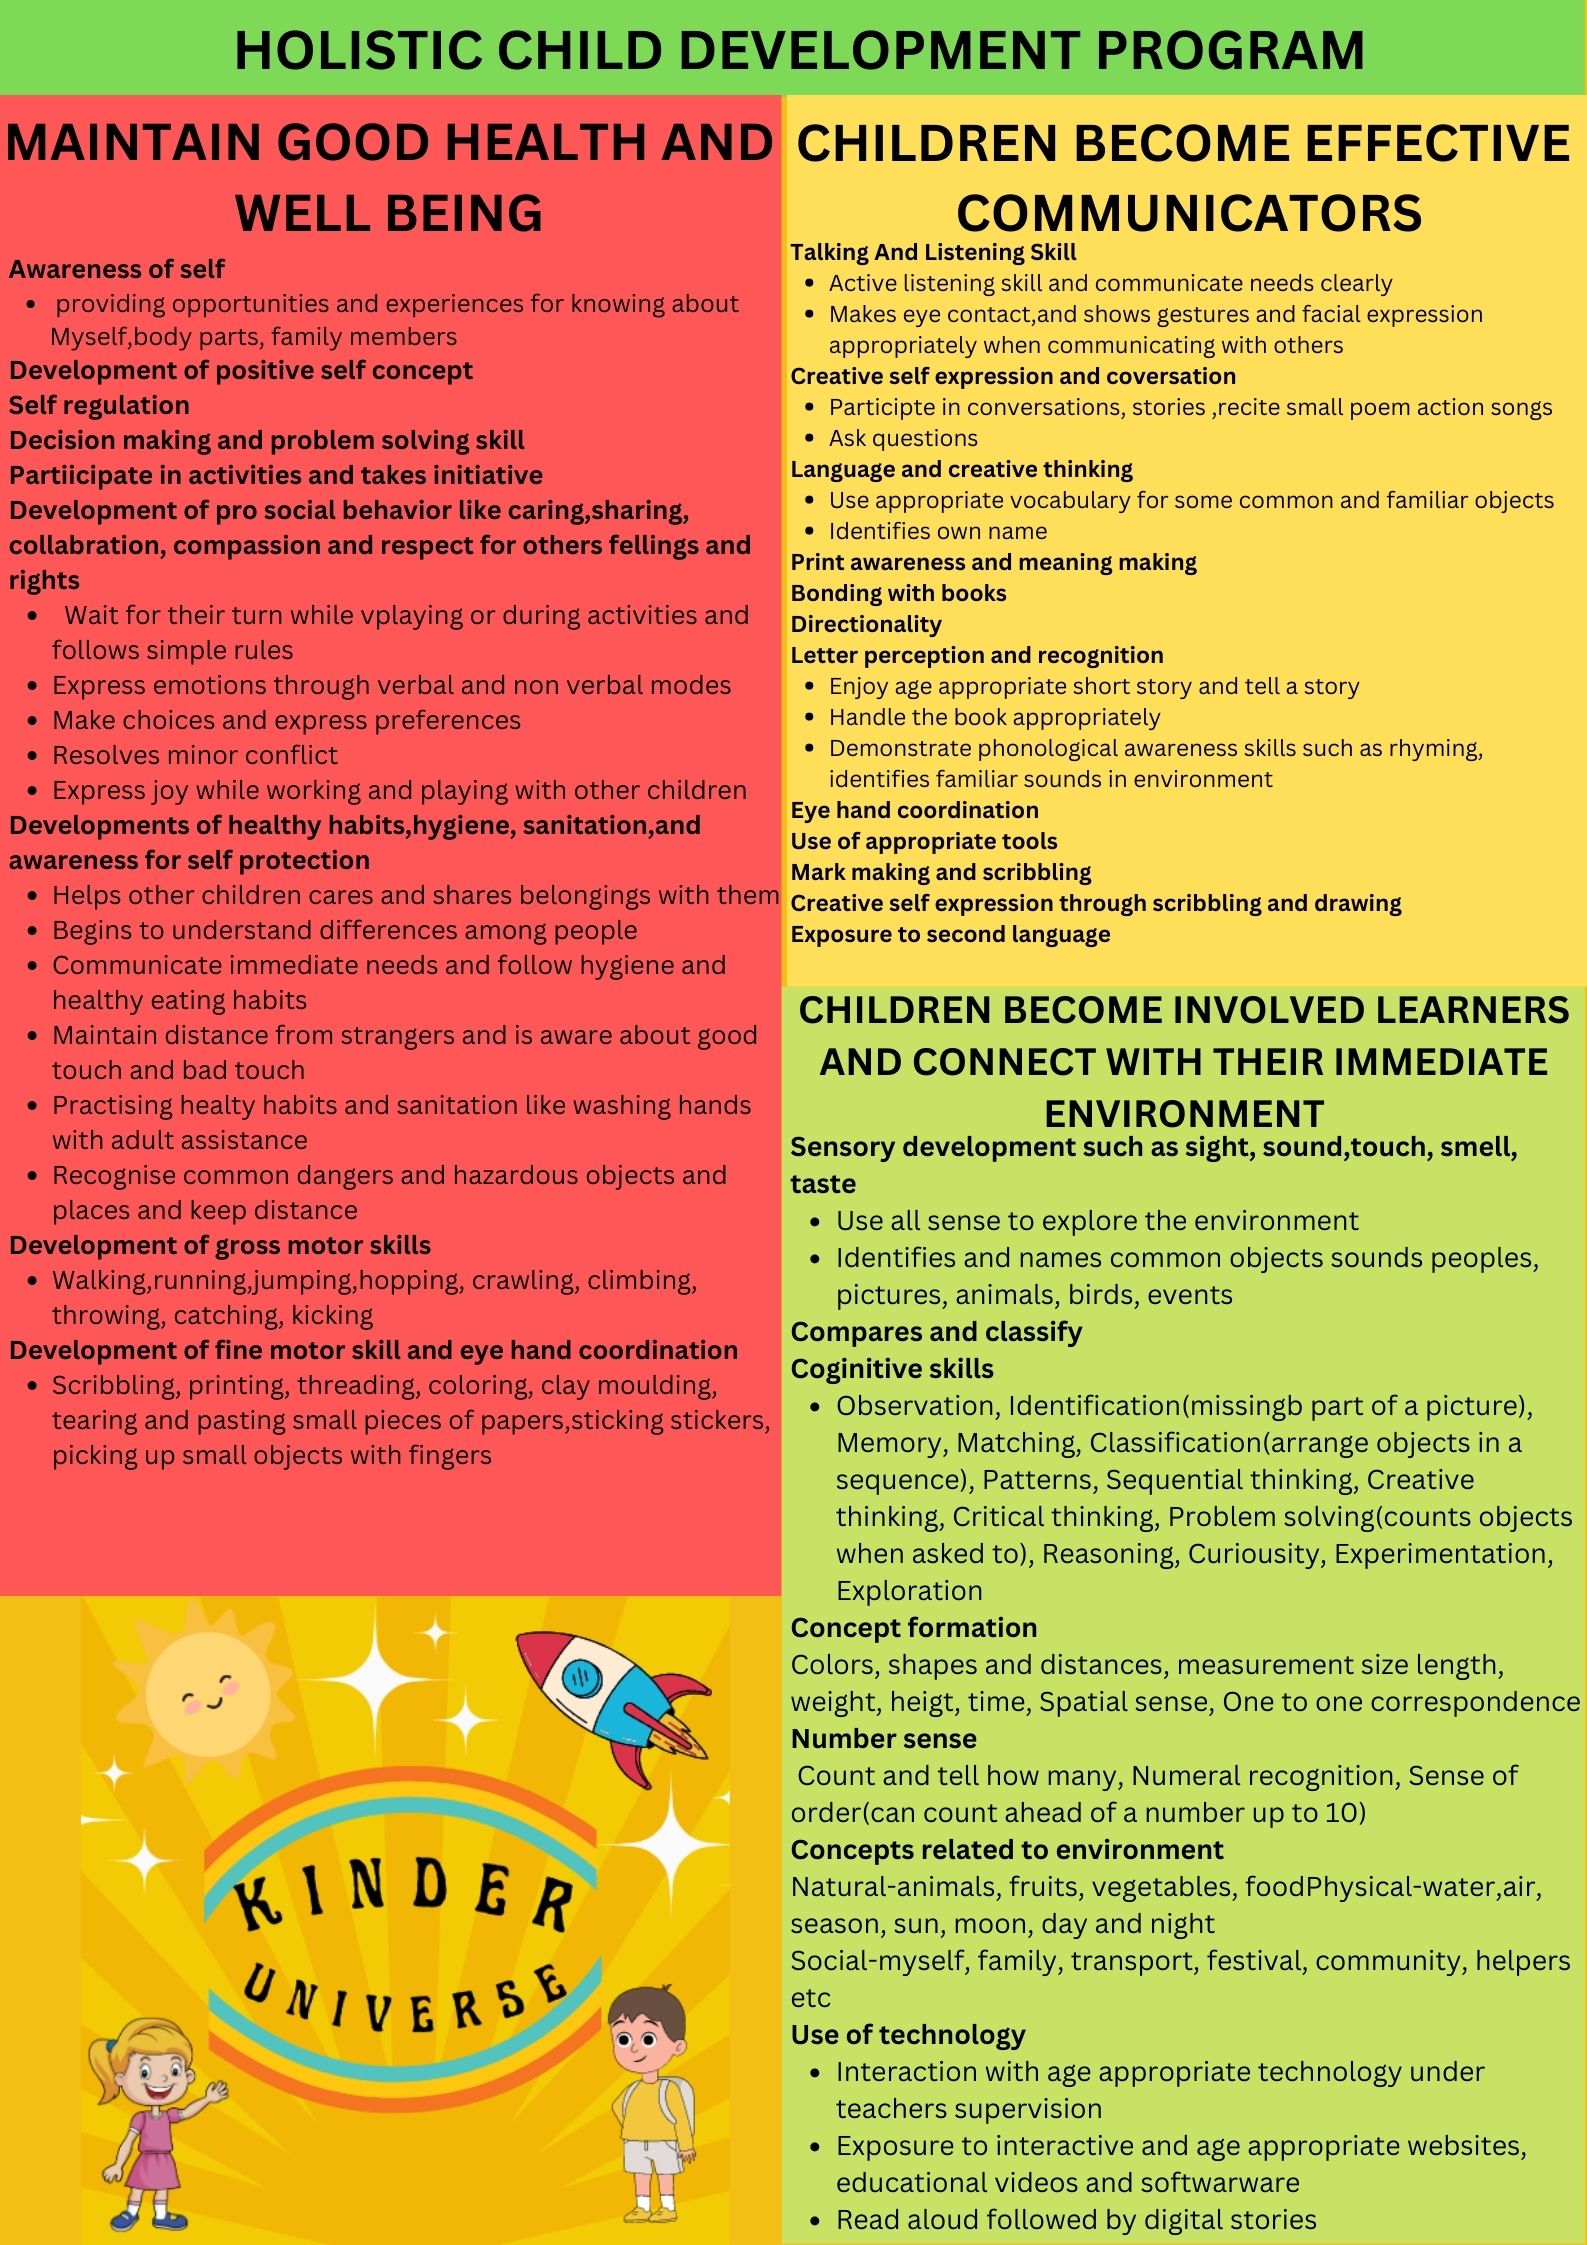 HOLISTIC CHILD DEVELOPMENT PROGRAM
MAINTAIN GOOD HEALTH AND
WELL BEING
Awareness of self
• providing opportunities and experiences for knowing about
Myself,body parts, family members
Development of positive self concept
Self regulation
Decision making and problem solving skill
Partiicipate in activities and takes initiative
Development of pro social behavior like caring,sharing,
collabration, compassion and respect for others fellings and
rights
• Wait for their turn while vplaying or during activities and
follows simple rules
• Express emotions through verbal and non verbal modes
• Make choices and express preferences
• Resolves minor conflict
• Express joy while working and playing with other children
Developments of healthy habits,hygiene, sanitation,and
awareness for self protection
• Helps other children cares and shares belongings with them
• Begins to understand differences among people
• Communicate immediate needs and follow hygiene and
healthy eating habits
• Maintain distance from strangers and is aware about good
touch and bad touch
• Practising healty habits and sanitation like washing hands
with adult assistance
• Recognise common dangers and hazardous objects and
places and keep distance
Development of gross motor skills
• Walking,running,jumping,hopping, crawling, climbing,
throwing, catching, kicking
Development of fine motor skill and eye hand coordination
• Scribbling, printing, threading, coloring, clay moulding,
tearing and pasting small pieces of papers,sticking stickers,
picking up small objects with fingers
KINDER
UNIVERSE
CHILDREN BECOME EFFECTIVE
COMMUNICATORS
Talking And Listening Skill
• Active listening skill and communicate needs clearly
• Makes eye contact,and shows gestures and facial expression
appropriately when communicating with others
Creative self expression and coversation
• Participte in conversations, stories ,recite small poem action songs
• Ask questions
Language and creative thinking
• Use appropriate vocabulary for some common and familiar objects
• Identifies own name
Print awareness and meaning making
Bonding with books
Directionality
Letter perception and recognition
• Enjoy age appropriate short story and tell a story
• Handle the book appropriately
• Demonstrate phonological awareness skills such as rhyming,
identifies familiar sounds in environment
Eye hand coordination
Use of appropriate tools
Mark making and scribbling
Creative self expression through scribbling and drawing
Exposure to second language
CHILDREN BECOME INVOLVED LEARNERS
AND CONNECT WITH THEIR IMMEDIATE
ENVIRONMENT
Sensory development such as sight, sound,touch, smell,
taste
• Use all sense to explore the environment
• Identifies and names common objects sounds peoples,
pictures, animals, birds, events
Compares and classify
Coginitive skills
• Observation, Identification(missingb part of a picture),
Memory, Matching, Classification(arrange objects in a
sequence), Patterns, Sequential thinking, Creative
thinking, Critical thinking, Problem solving(counts objects
when asked to), Reasoning, Curiousity, Experimentation,
Exploration
Concept formation
Colors, shapes and distances, measurement size length,
weight, heigt, time, Spatial sense, One to one correspondence
Number sense
Count and tell how many, Numeral recognition, Sense of
order(can count ahead of a number up to 10)
Concepts related to environment
Natural-animals, fruits, vegetables, foodPhysical-water,air,
season, sun, moon, day and night
Social-myself, family, transport, festival, community, helpers
etc
Use of technology
• Interaction with age appropriate technology under
teachers supervision
• Exposure to interactive and age appropriate websites,
educational videos and softwarware
• Read aloud followed by digital stories